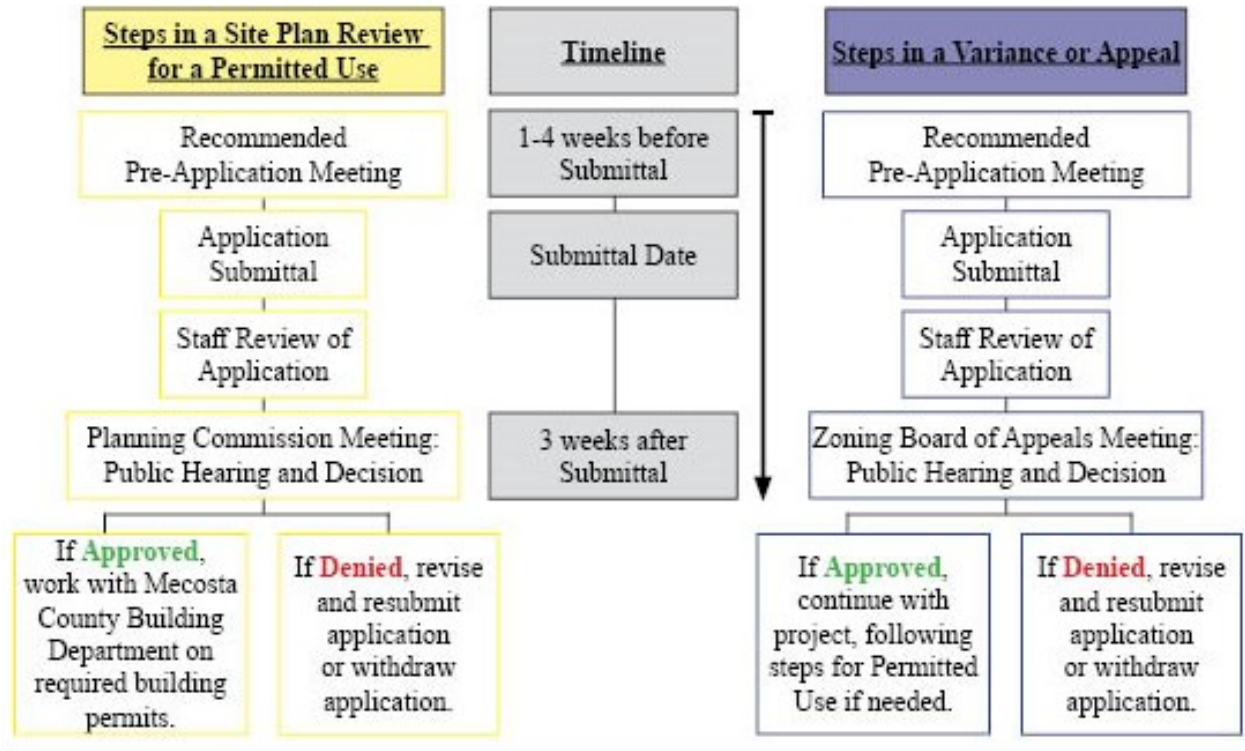 Steps in a Site Plan Review
for a Permitted Use
Recommended
Pre-Application Meeting
Application
Submittal
Staff Review of
Application
Planning Commission Meeting:
Public Hearing and Decision
If Approved,
work with Mecosta
County Building
Department on
required building
permits.
If Denied, revise
and resubmit
application
or withdraw
application.
Timeline
1-4 weeks before
Submittal
Submittal Date
3 weeks after
Submittal
Steps in a Variance or Appeal
Recommended
Pre-Application Meeting
Application
Submittal
Staff Review of
Application
Zoning Board of Appeals Meeting:
Public Hearing and Decision
If Approved,
continue with
project, following
steps for Permitted
Use if needed.
If Denied, revise
and resubmit
application
or withdraw
application.